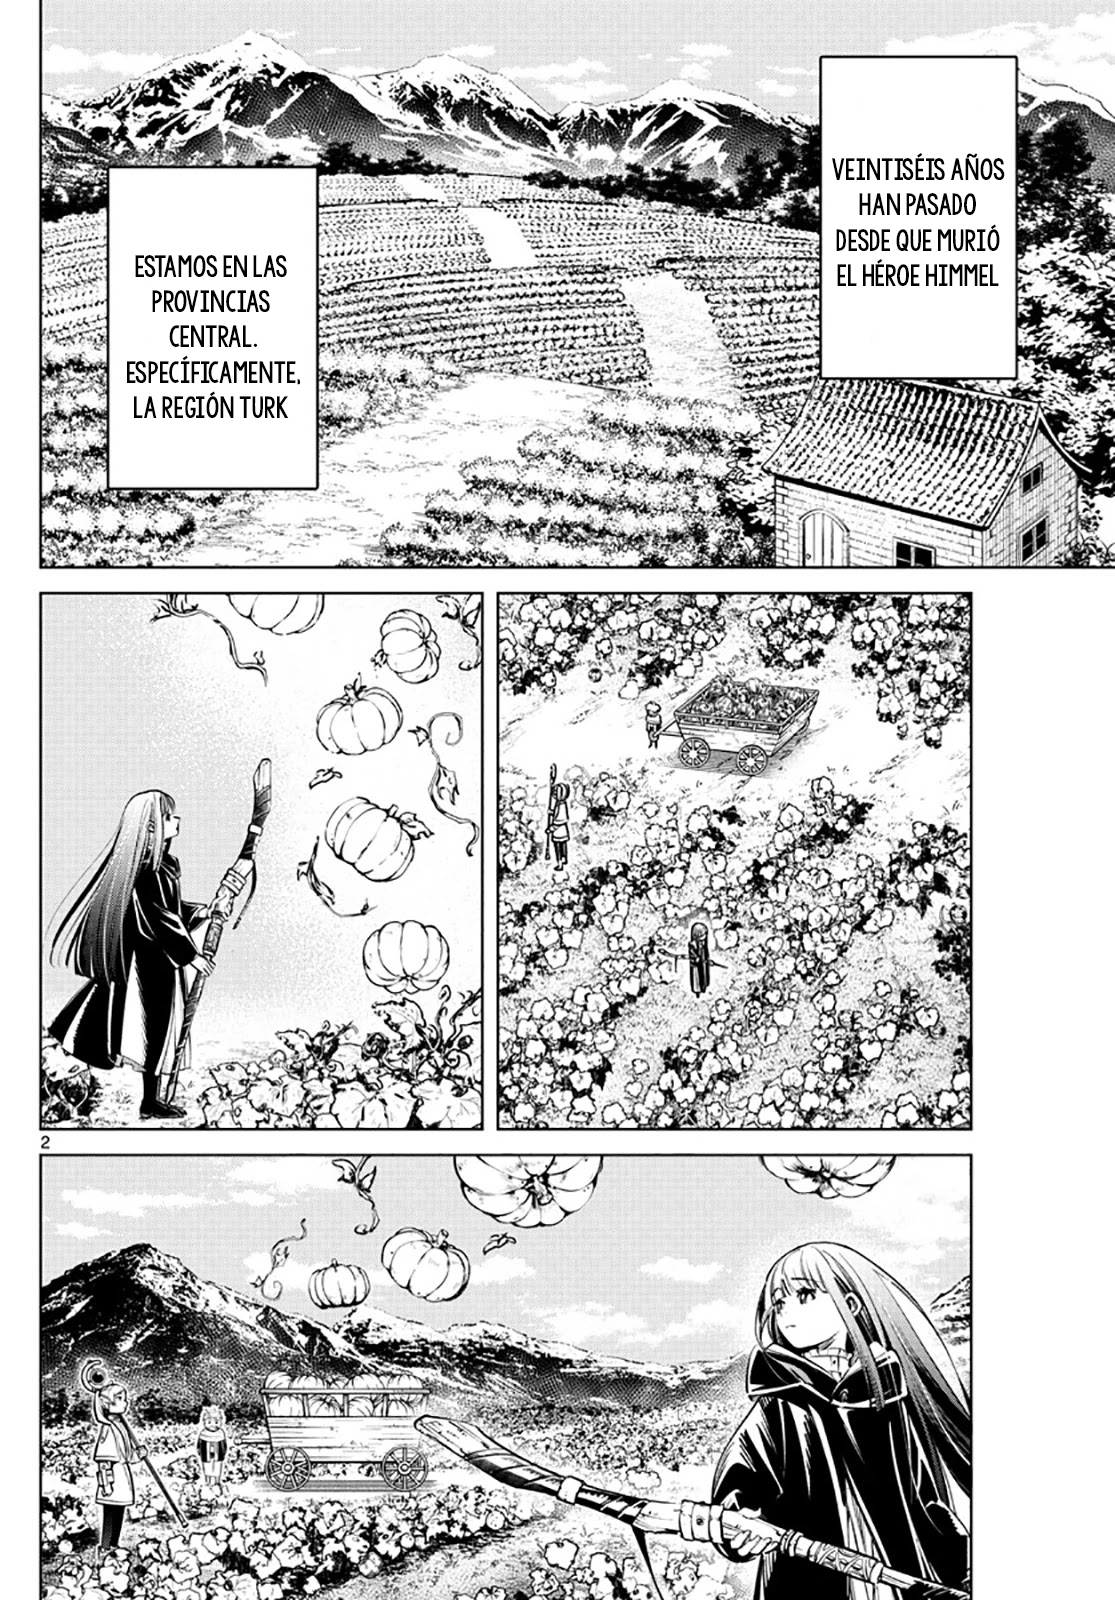 VEINTISÉIS AÑOS
HAN PASADO
DESDE QUE MURIÓ
EL HÉROE HIMMEL
ESTAMOS EN LAS
PROVINCIAS
CENTRAL.
ESPECÍFICAMENTE,
LA REGIÓN TURK
2